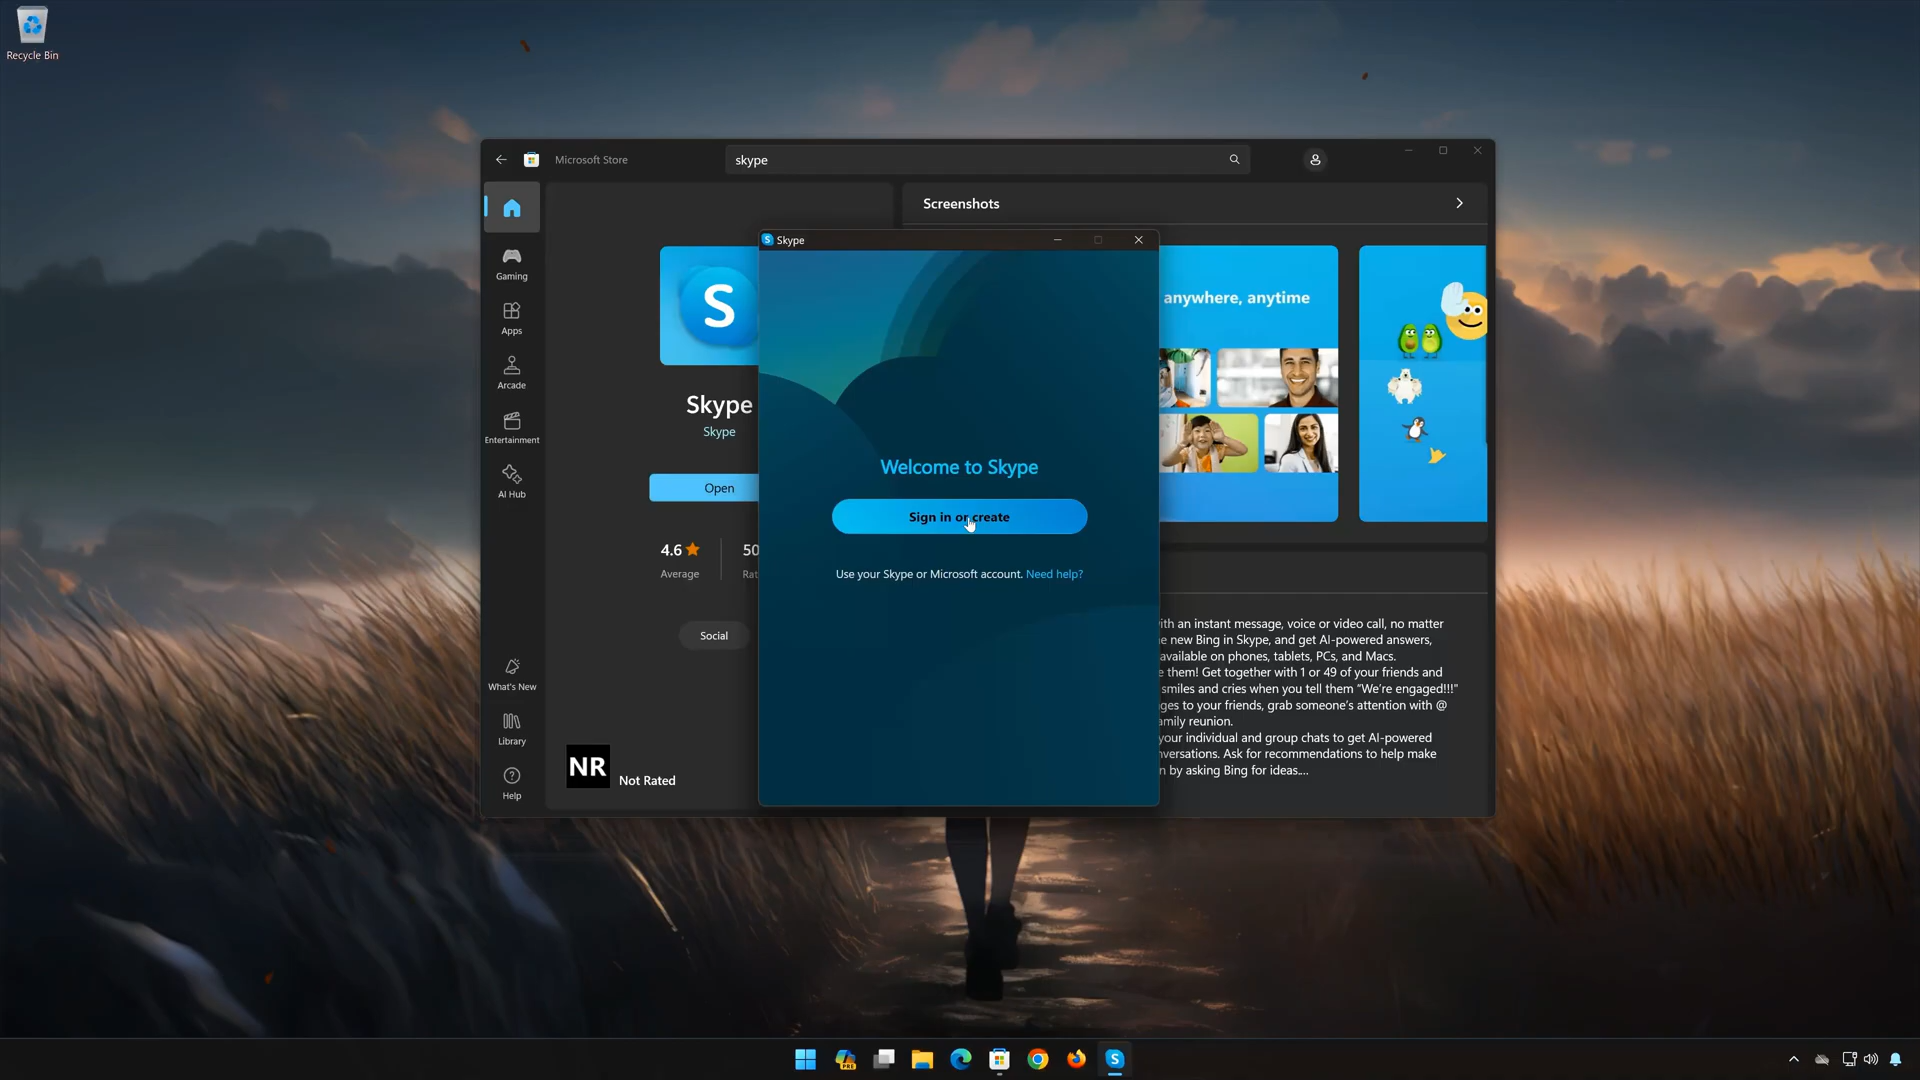 Recycle Bin
Microsoft Store
skype
Home
Gaming
Apps
Arcade
Entertainment
AI Hub
What's New
Library
Help
S
Skype
Skype
Open
4.6
Average
50
Rat
Social
NR
Not Rated
Screenshots
anywhere, anytime
S Skype
Welcome to Skype
Sign in or create
Use your Skype or Microsoft account. Need help?
ith an instant message, voice or video call, no matter
e new Bing in Skype, and get AI-powered answers,
available on phones, tablets, PCs, and Macs.
e them! Get together with 1 or 49 of your friends and
smiles and cries when you tell them "We're engaged!!!"
ges to your friends, grab someone's attention with @
amily reunion.
your individual and group chats to get AI-powered
nversations. Ask for recommendations to help make
n by asking Bing for ideas....
PRE
S